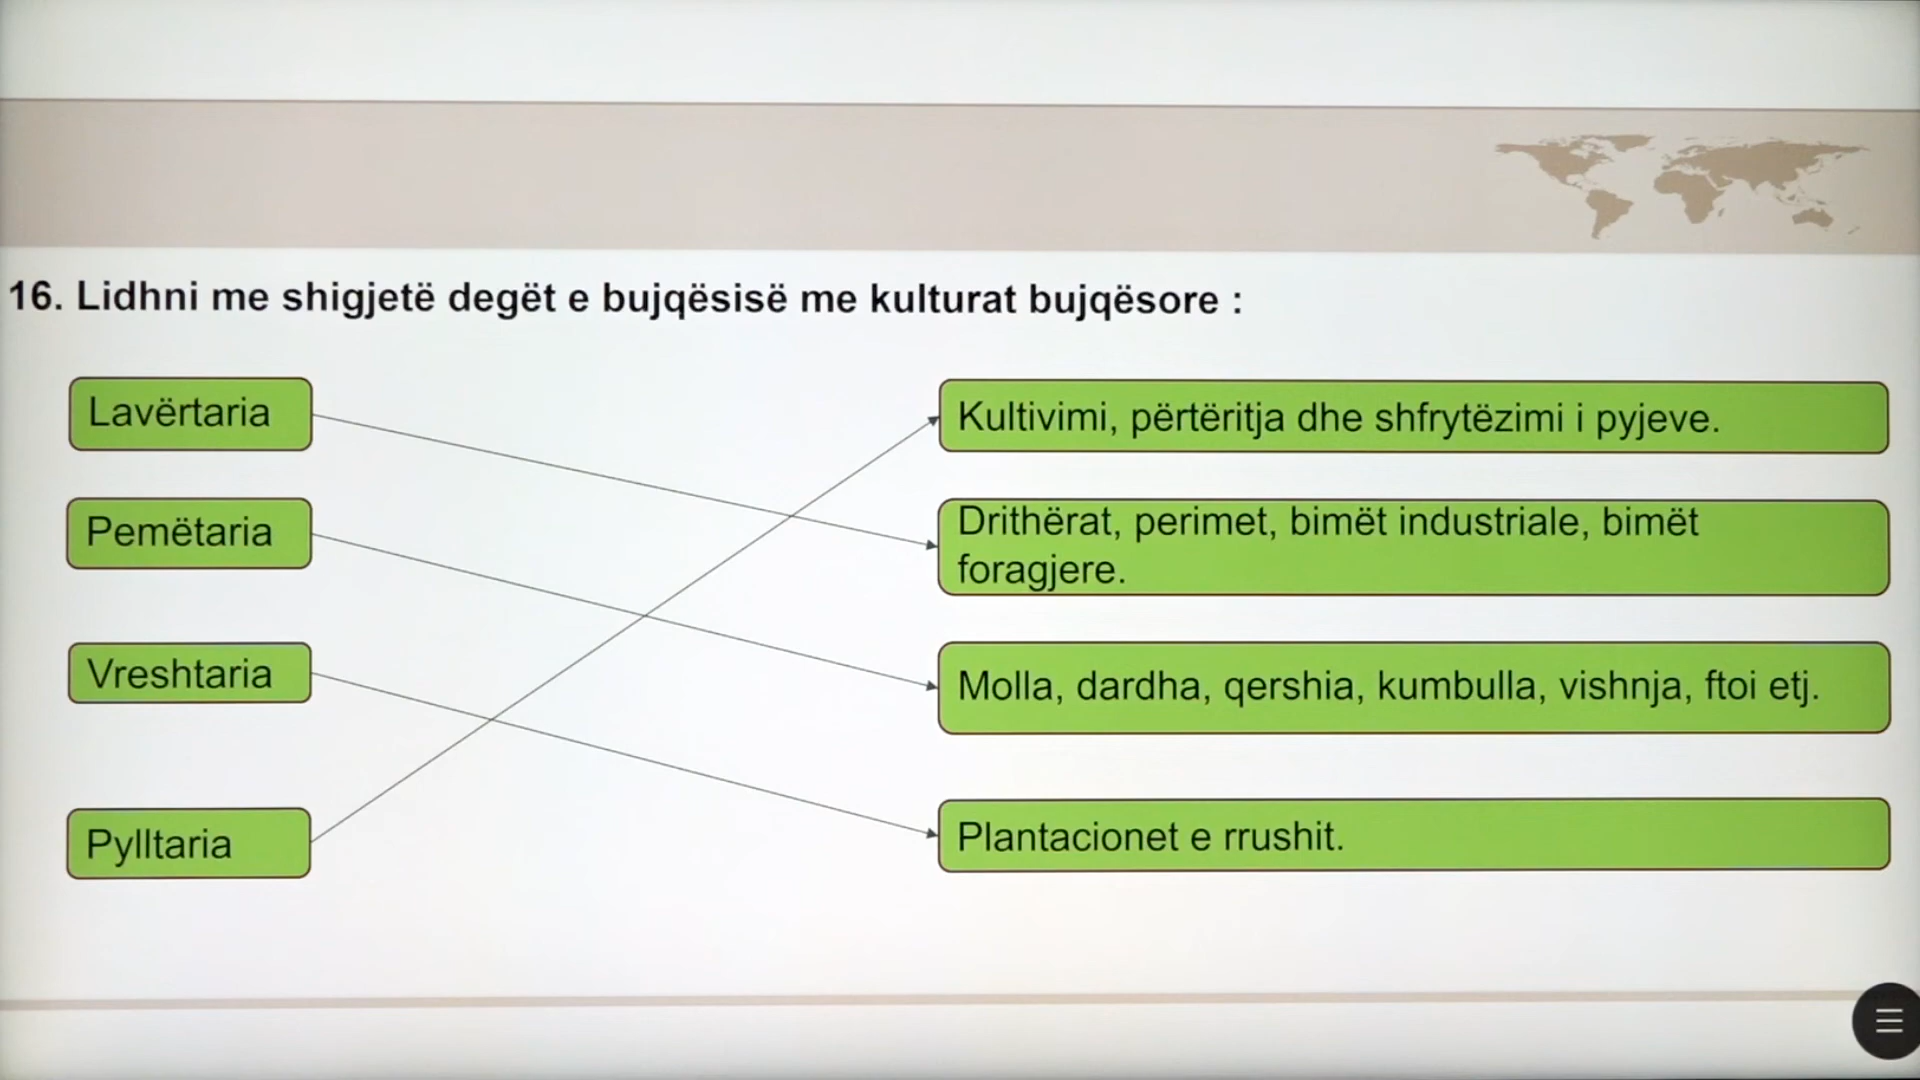 16. Lidhni me shigjetë degët e bujqësisë me kulturat bujqësore :
Lavërtaria
Kultivimi, përtëritja dhe shfrytëzimi i pyjeve.
Pemëtaria
Drithërat, perimet, bimët industriale, bimët
foragjere.
Vreshtaria
Molla, dardha, qershia, kumbulla, vishnja, ftoi etj.
Pylltaria
Plantacionet e rrushit.